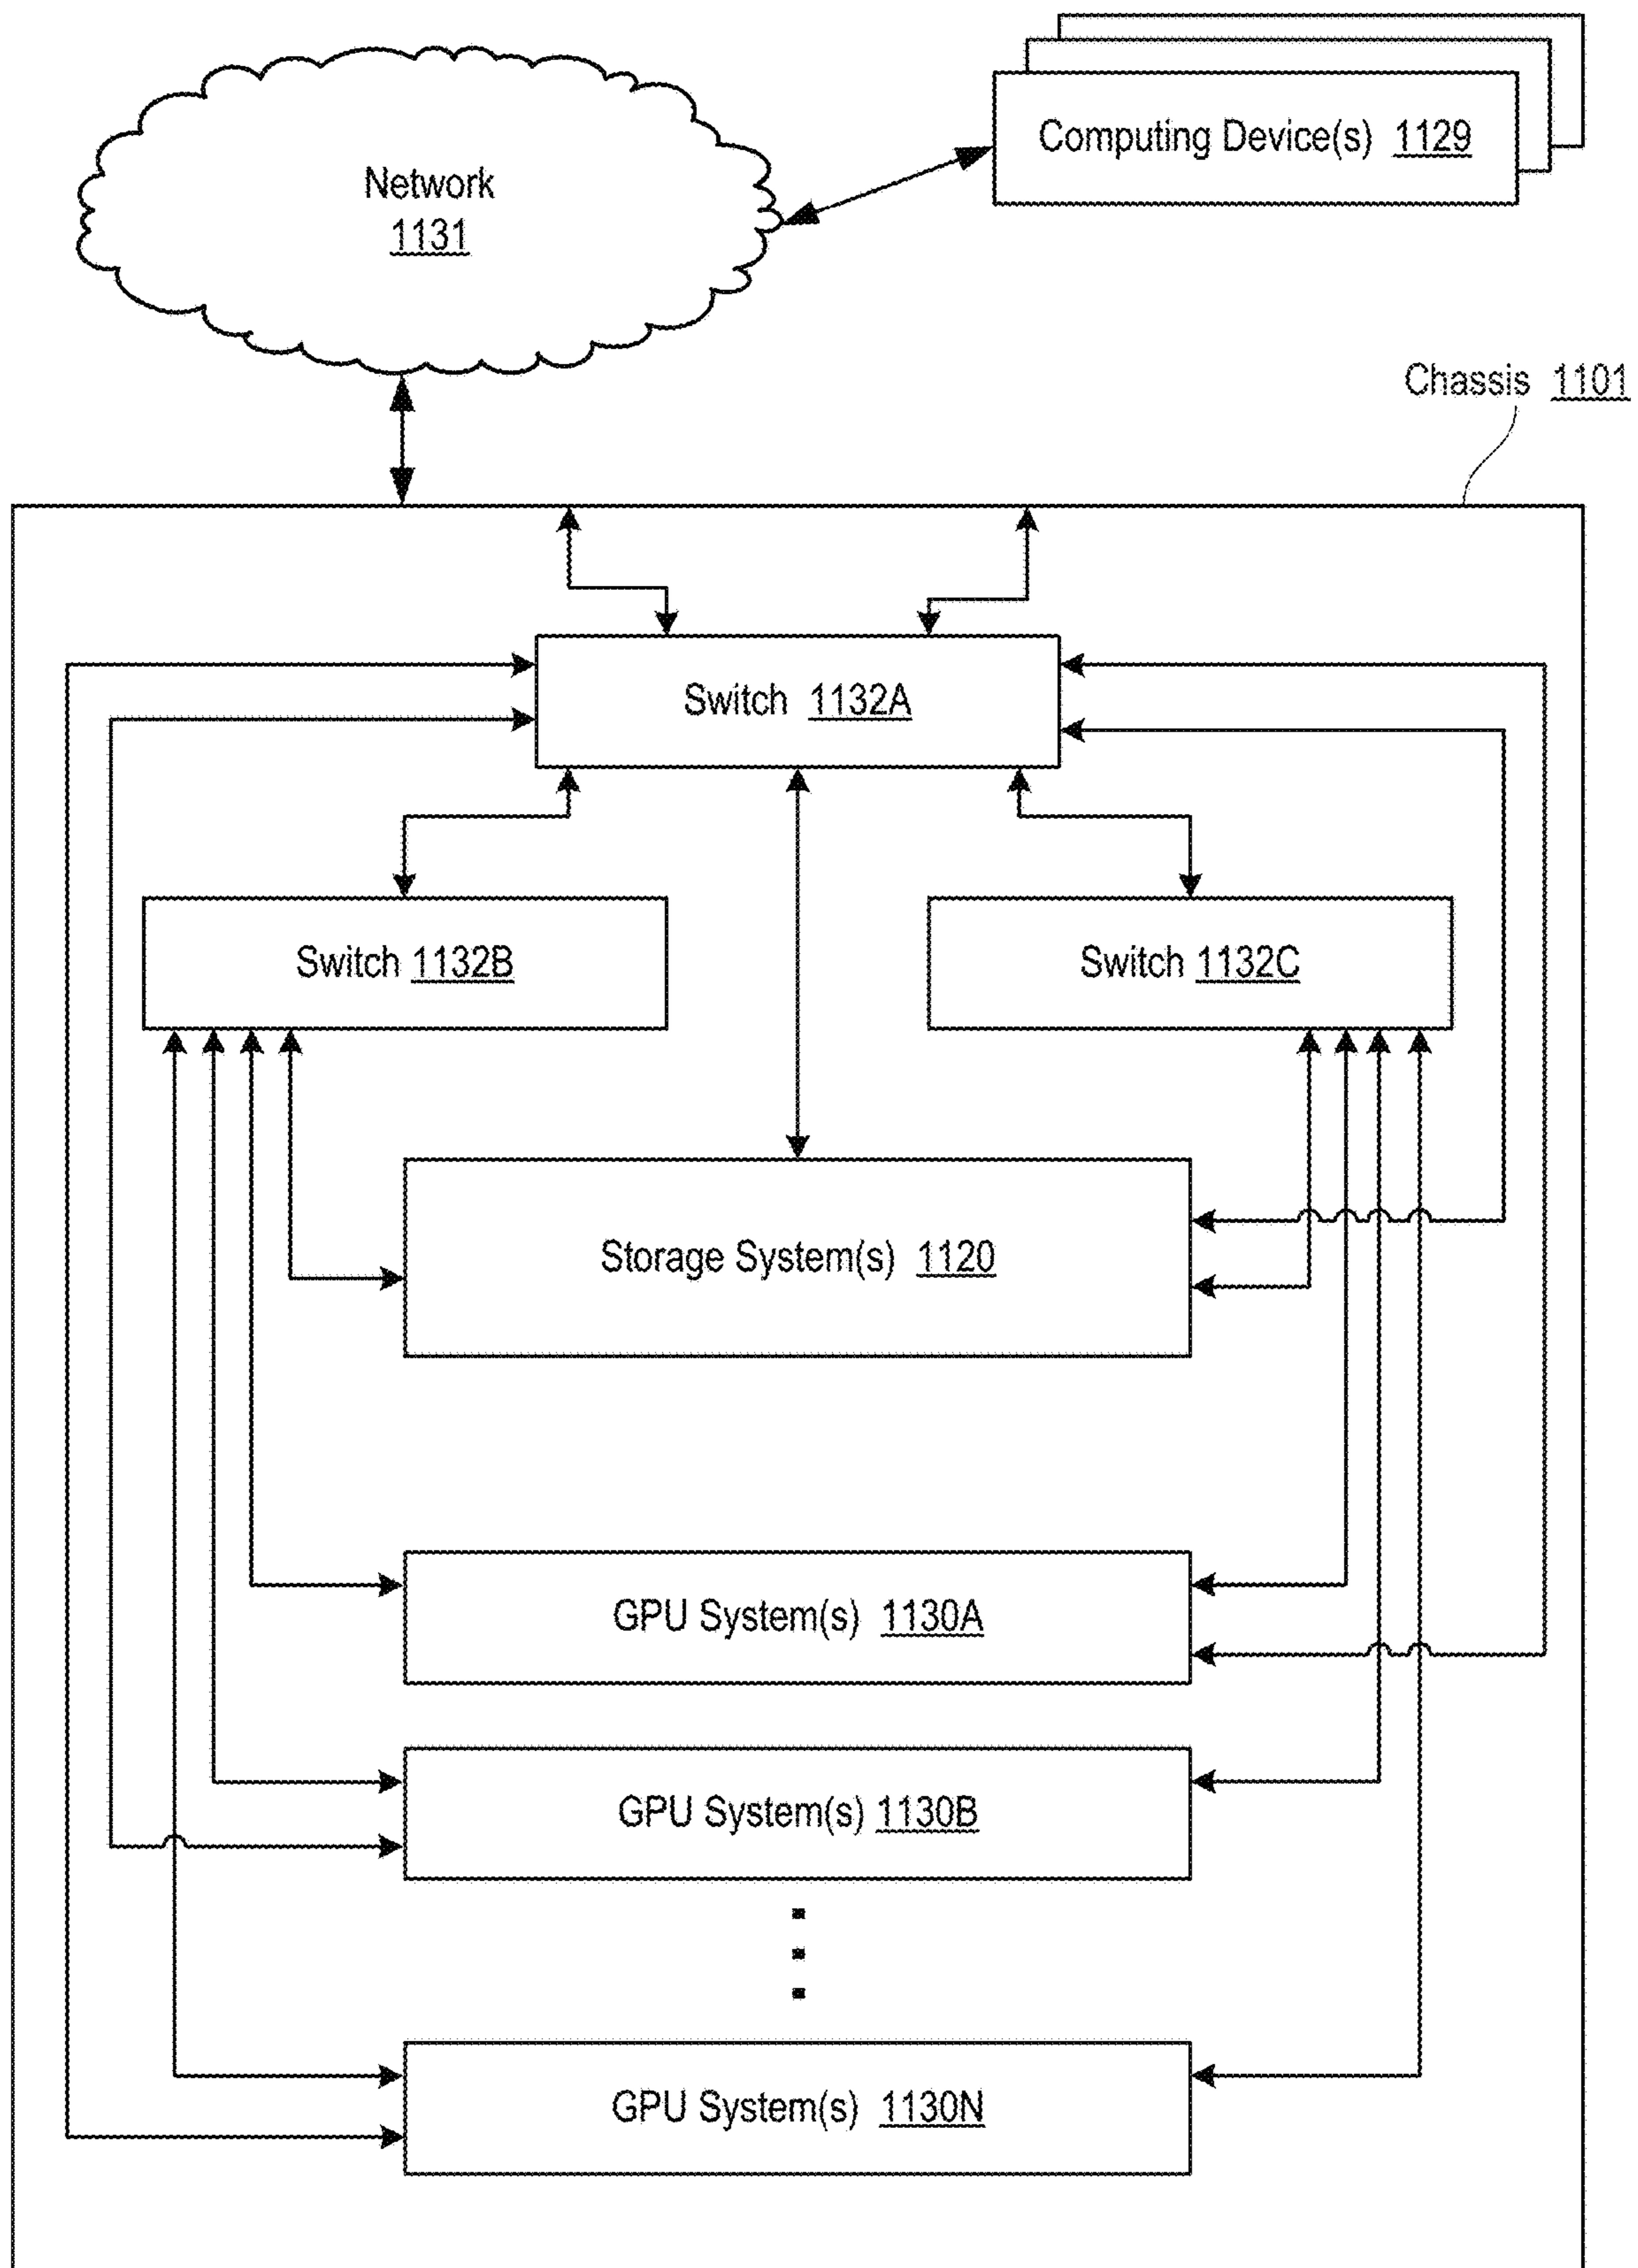 Computing Device(s) 1129
Network
1131
Chassis 1101
Switch 1132A
Switch 1132B
Switch 1132C
Storage System(s) 1120
GPU System(s) 1130A
GPU System(s) 1130B
GPU System(s) 1130N